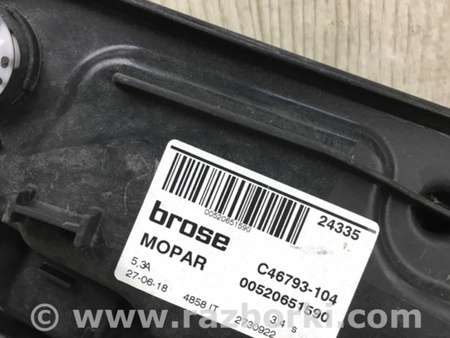 00520651590
24335
brose
MOPAR
C46793-104
00520651590
5,3A
3,4 s
27-06-18
4858 IT
2730922
www.razborki.com